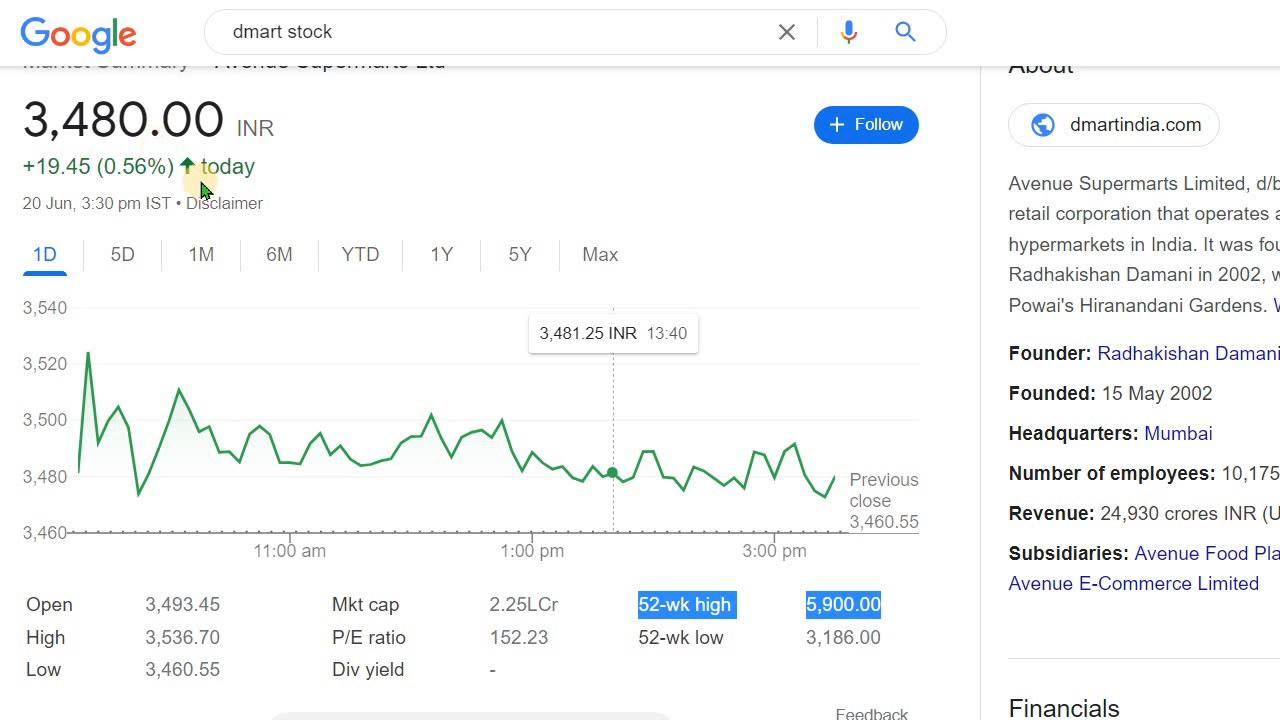 Google
dmart stock
3,480.00 INR
+ Follow
+19.45 (0.56%) today
20 Jun, 3:30 pm IST • Disclaimer
1D 5D 1M 6M YTD 1Y 5Y Max
3,540
3,520
3,500
3,480
3,460
3,481.25 INR 13:40
Previous
close
3,460.55
11:00 am 1:00 pm 3:00 pm
Open 3,493.45 Mkt cap 2.25LCr 52-wk high 5,900.00
High 3,536.70 P/E ratio 152.23 52-wk low 3,186.00
Low 3,460.55 Div yield -
Feedback
About
dmartindia.com
Avenue Supermarts Limited, d/b
retail corporation that operates a
hypermarkets in India. It was fou
Radhakishan Damani in 2002, w
Powai's Hiranandani Gardens. W
Founder: Radhakishan Damani
Founded: 15 May 2002
Headquarters: Mumbai
Number of employees: 10,175
Revenue: 24,930 crores INR (U
Subsidiaries: Avenue Food Pla
Avenue E-Commerce Limited
Financials